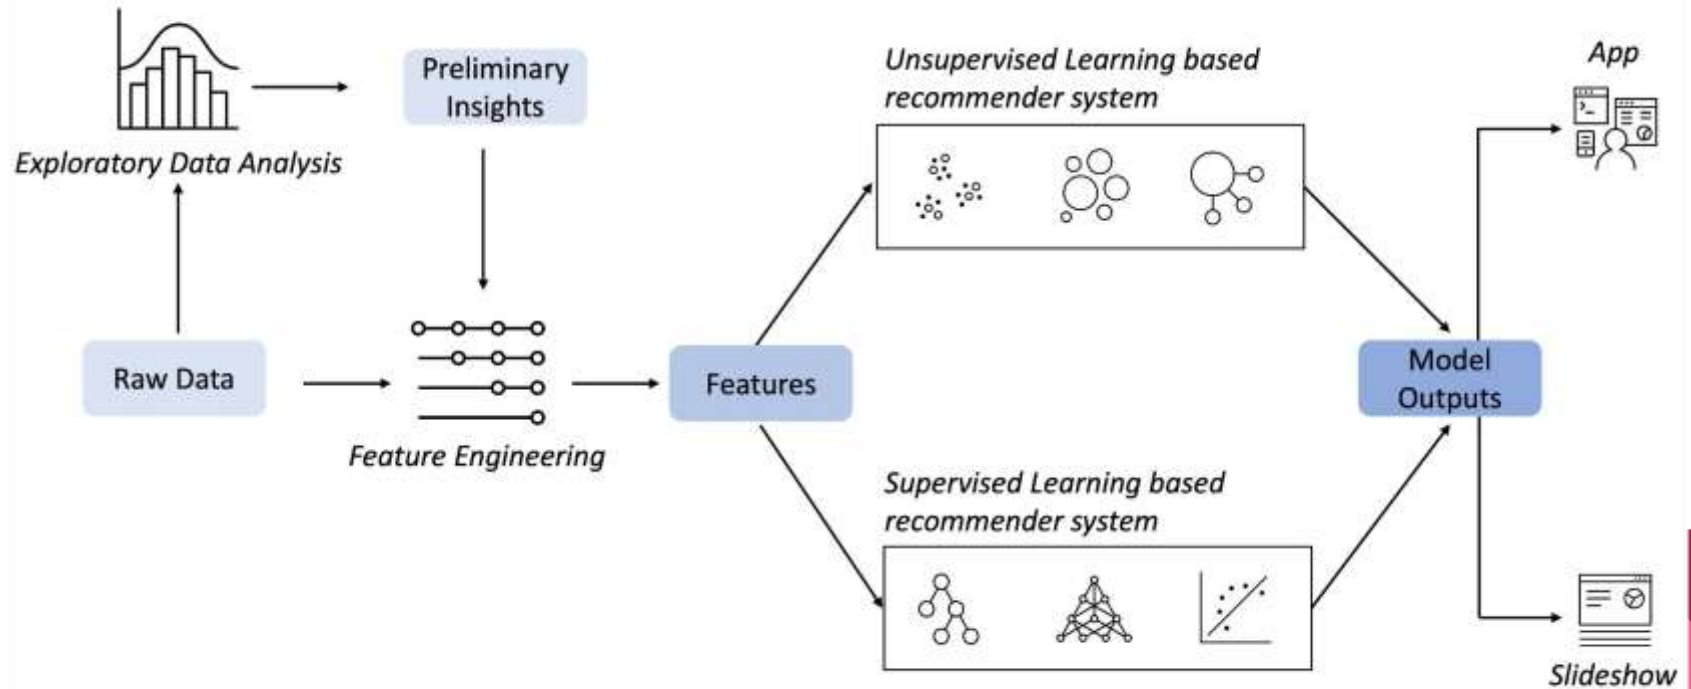 Exploratory Data Analysis
Preliminary
Insights
Raw Data
Feature Engineering
Features
Unsupervised Learning based
recommender system
Supervised Learning based
recommender system
Model
Outputs
App
Slideshow